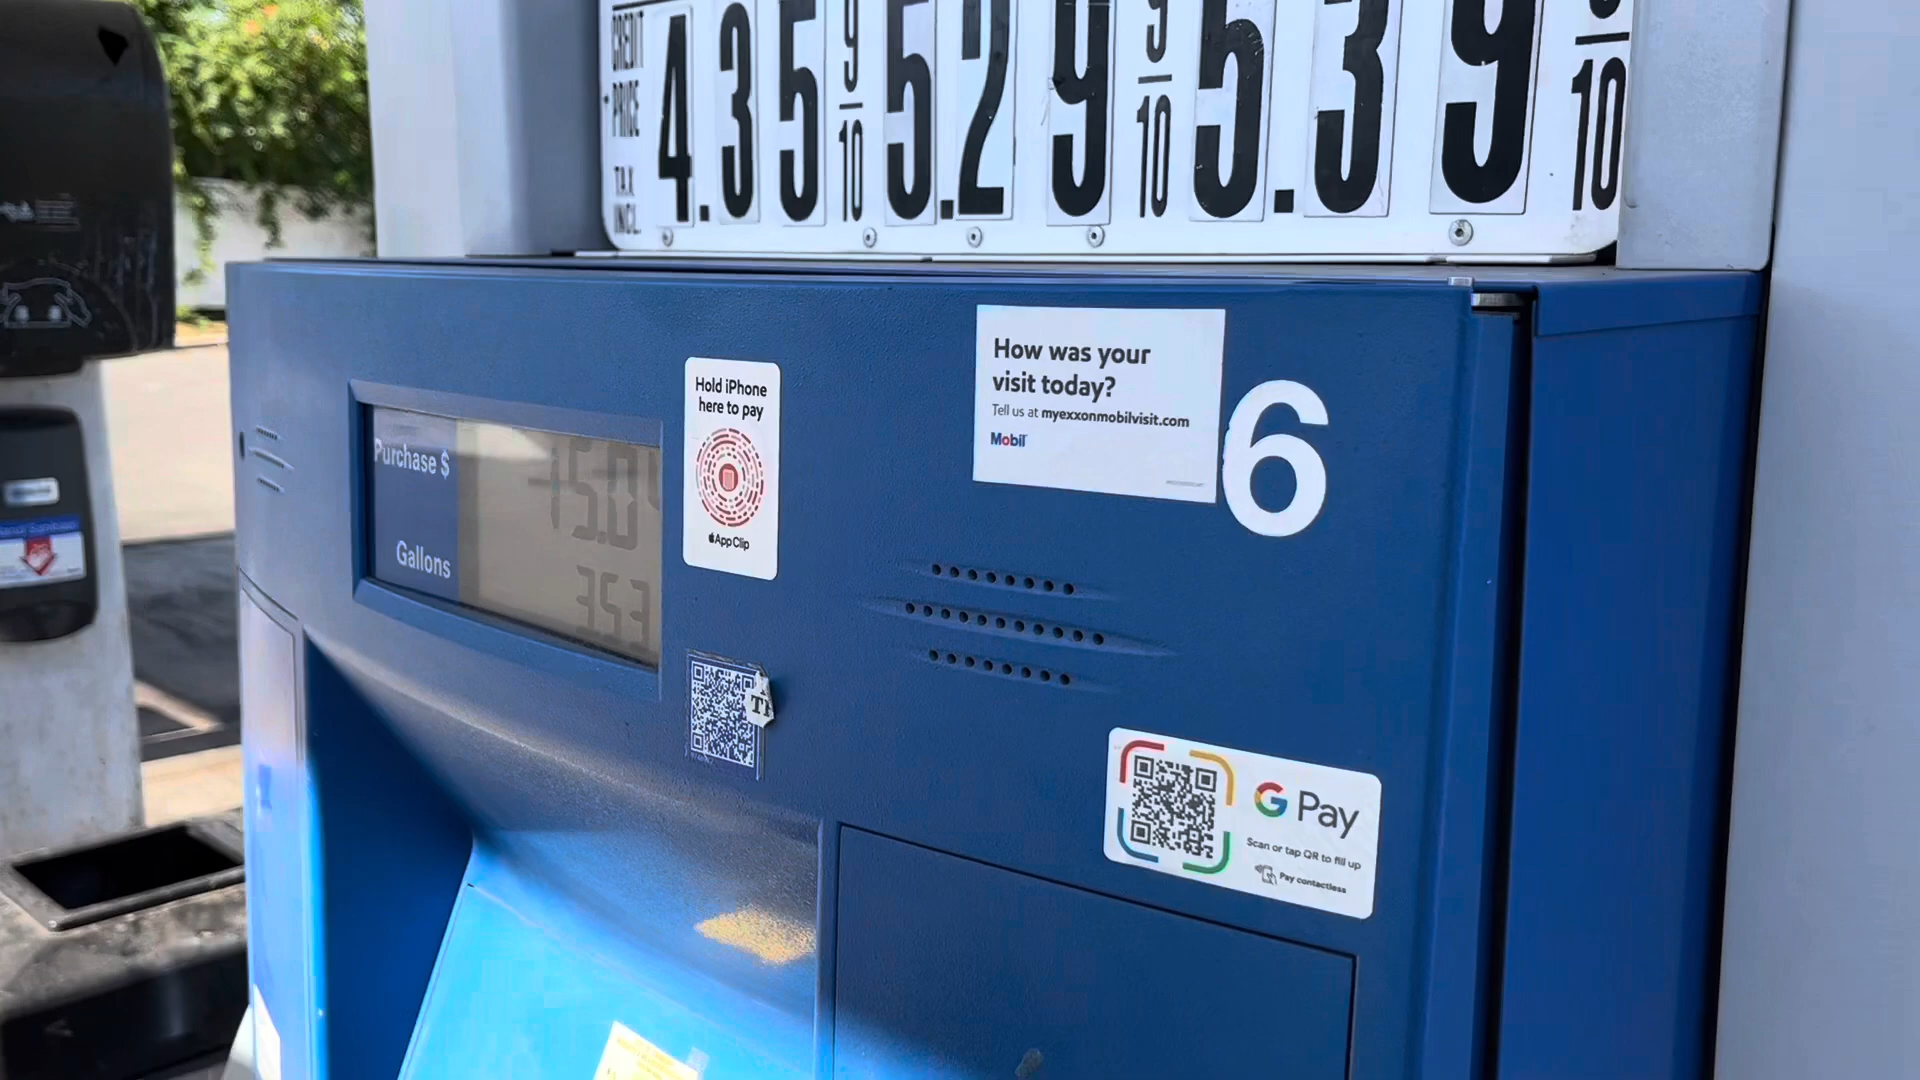 CREDIT
PRICE
TAX
INCL.
4.35 9/10
5.29 9/10
5.39 9/10
How was your
visit today?
Tell us at myexxonmobilvisit.com
Mobil
6
Hold iPhone
here to pay
App Clip
Purchase $
Gallons
353
G Pay
Scan or tap QR to fill up
Pay contactless